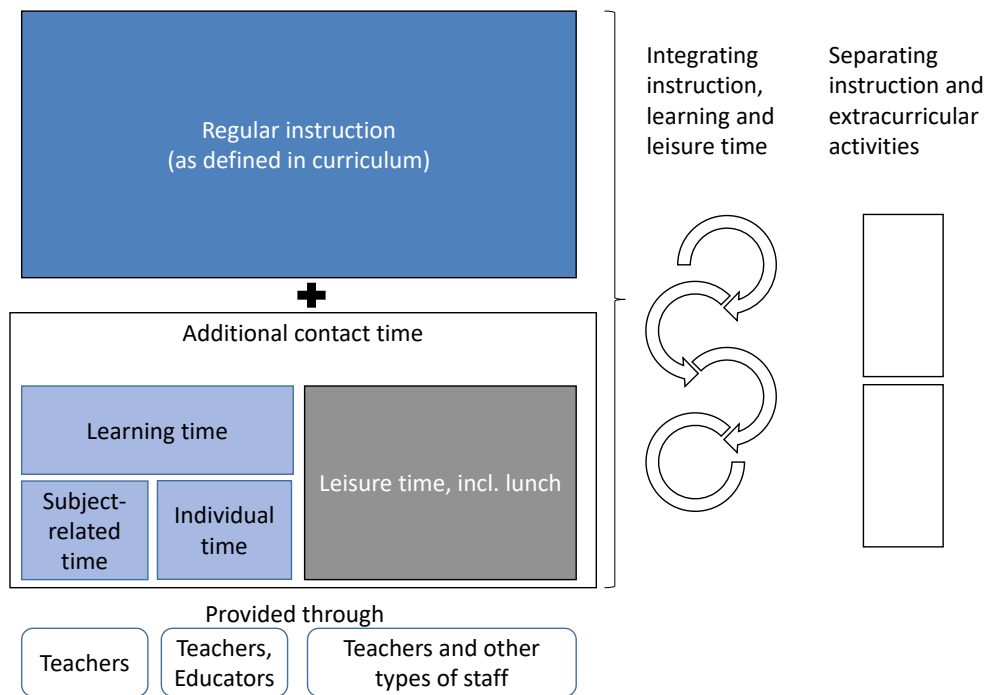 Regular instruction
(as defined in curriculum)
Additional contact time
Learning time
Subject-
related
time
Individual
time
Leisure time, incl. lunch
Provided through
Teachers
Teachers,
Educators
Teachers and other
types of staff
Integrating
instruction,
learning and
leisure time
Separating
instruction and
extracurricular
activities